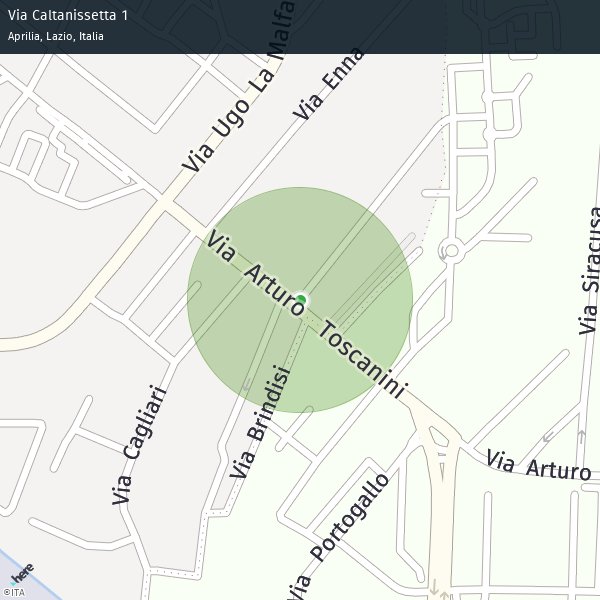 Via Caltanissetta 1
Aprilia, Lazio, Italia
Via Ugo La Malfa
Via Enna
Via Arturo Toscanini
Via Siracusa
Via Brindisi
Via Cagliari
Via Arturo
Via Portogallo
here
©ITA